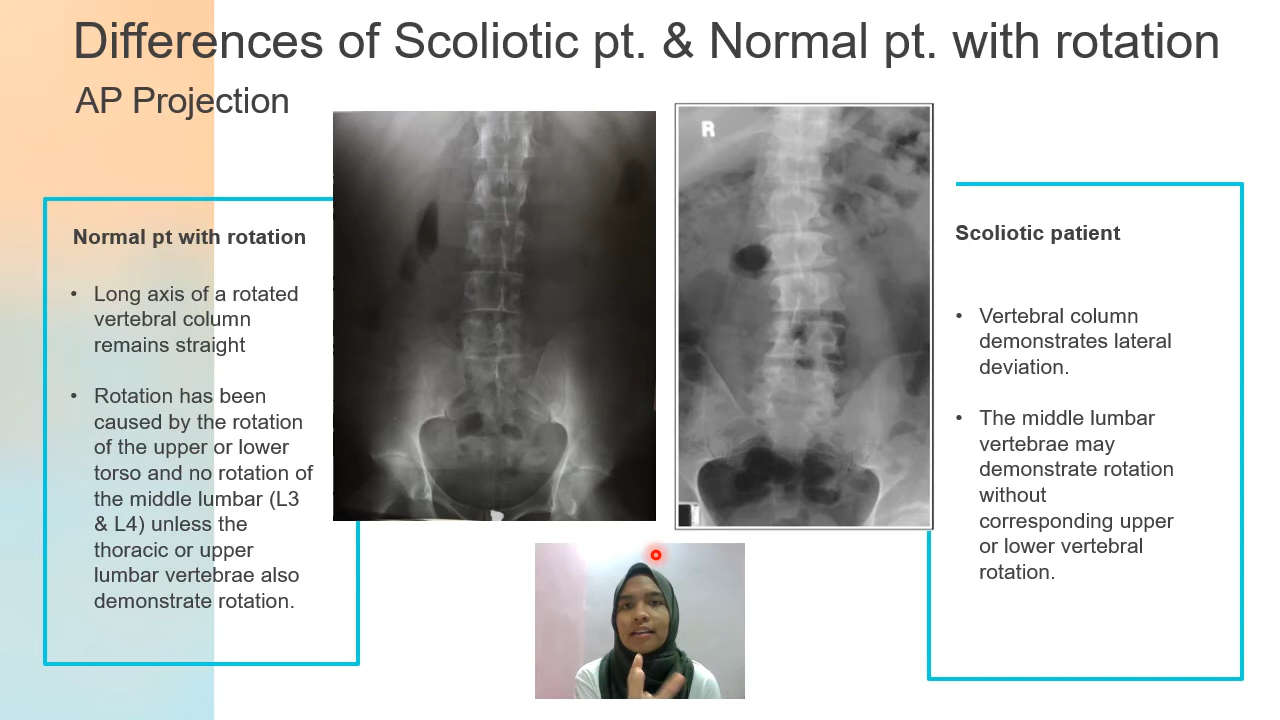 Differences of Scoliotic pt. & Normal pt. with rotation
AP Projection
Normal pt with rotation
• Long axis of a rotated
vertebral column
remains straight
• Rotation has been
caused by the rotation
of the upper or lower
torso and no rotation of
the middle lumbar (L3
& L4) unless the
thoracic or upper
lumbar vertebrae also
demonstrate rotation.
R
Scoliotic patient
• Vertebral column
demonstrates lateral
deviation.
• The middle lumbar
vertebrae may
demonstrate rotation
without
corresponding upper
or lower vertebral
rotation.